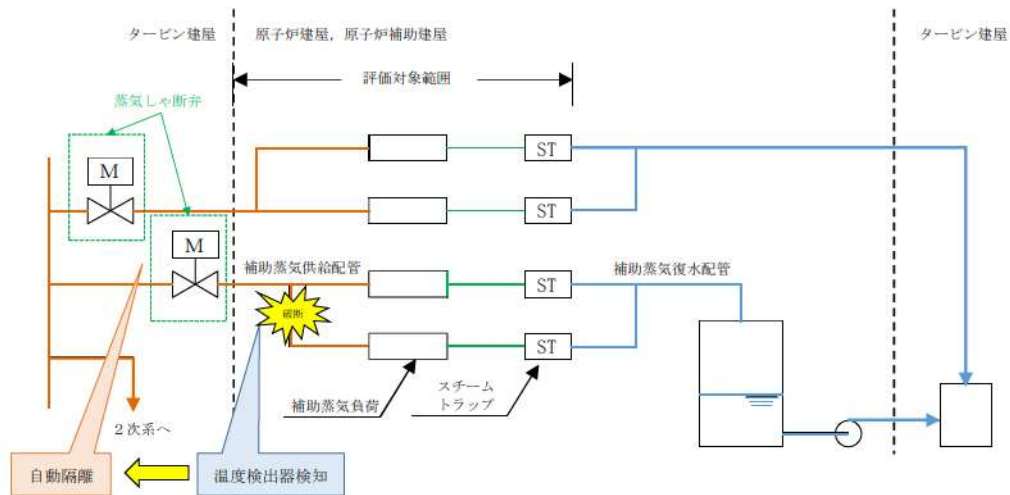 タービン建屋
原子炉建屋，原子炉補助建屋
タービン建屋
評価対象範囲
蒸気しゃ断弁
M
ST
ST
M
補助蒸気供給配管
補助蒸気復水配管
破断
ST
ST
補助蒸気負荷
スチーム
トラップ
２次系へ
自動隔離
温度検出器検知